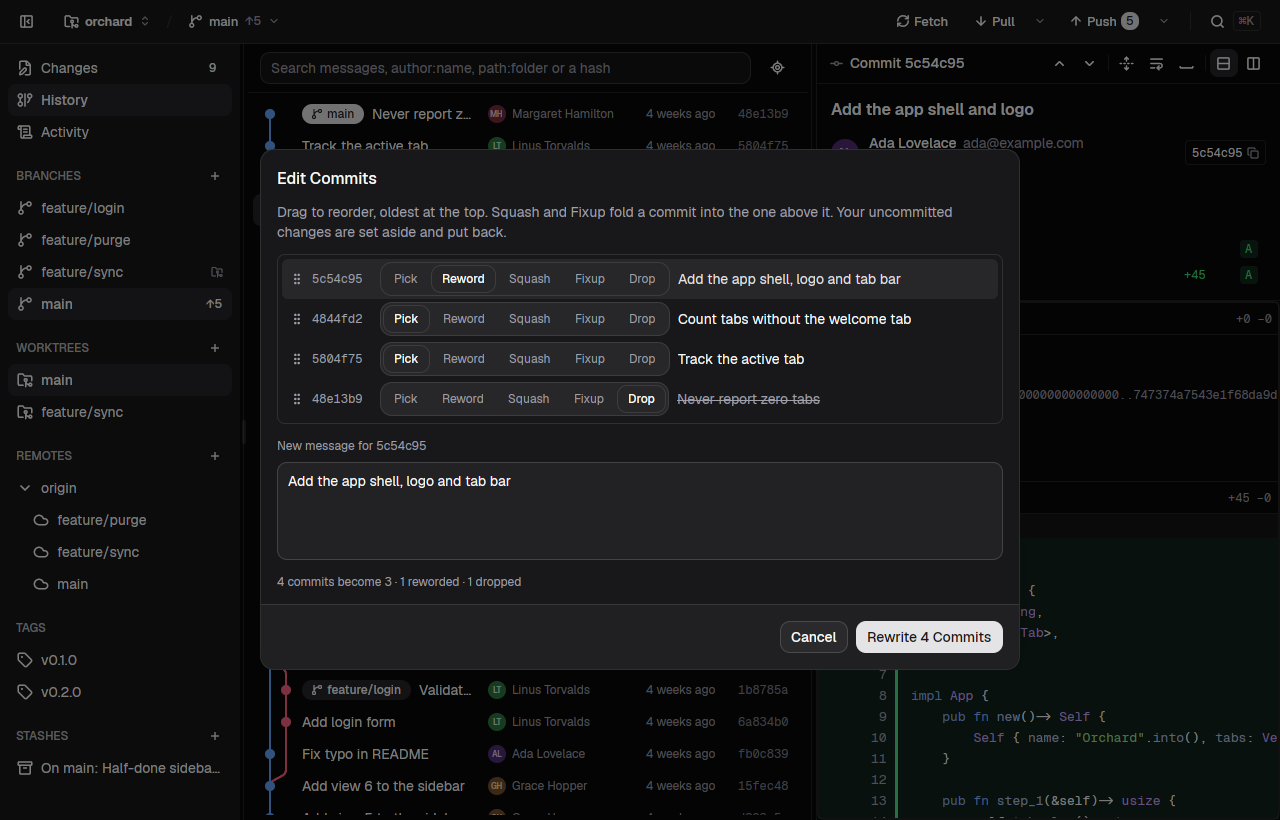 orchard
main ↑5
Fetch
Pull
Push 5
⌘K
Changes 9
History
Activity
BRANCHES
feature/login
feature/purge
feature/sync
main ↑5
WORKTREES
main
feature/sync
REMOTES
origin
feature/purge
feature/sync
main
TAGS
v0.1.0
v0.2.0
STASHES
On main: Half-done sideba...
Search messages, author:name, path:folder or a hash
main Never report z... MH Margaret Hamilton 4 weeks ago 48e13b9
Track the active tab LT Linus Torvalds 4 weeks ago 5804f75
Commit 5c54c95
Add the app shell and logo
Ada Lovelace ada@example.com
5c54c95
A
+45 A
+0 −0
00000000000000..747374a7543e1f68da9d
+45 −0
Edit Commits
Drag to reorder, oldest at the top. Squash and Fixup fold a commit into the one above it. Your uncommitted
changes are set aside and put back.
5c54c95 Pick Reword Squash Fixup Drop Add the app shell, logo and tab bar
4844fd2 Pick Reword Squash Fixup Drop Count tabs without the welcome tab
5804f75 Pick Reword Squash Fixup Drop Track the active tab
48e13b9 Pick Reword Squash Fixup Drop Never report zero tabs
New message for 5c54c95
Add the app shell, logo and tab bar
4 commits become 3 · 1 reworded · 1 dropped
Cancel
Rewrite 4 Commits
feature/login Validat... LT Linus Torvalds 4 weeks ago 1b8785a
Add login form LT Linus Torvalds 4 weeks ago 6a834b0
Fix typo in README AL Ada Lovelace 4 weeks ago fb0c839
Add view 6 to the sidebar GH Grace Hopper 4 weeks ago 15fec48
{
ng,
Tab>,
7
8 impl App {
9 pub fn new()-> Self {
10 Self { name: "Orchard".into(), tabs: Ve
11 }
12
13 pub fn step_1(&self)-> usize {